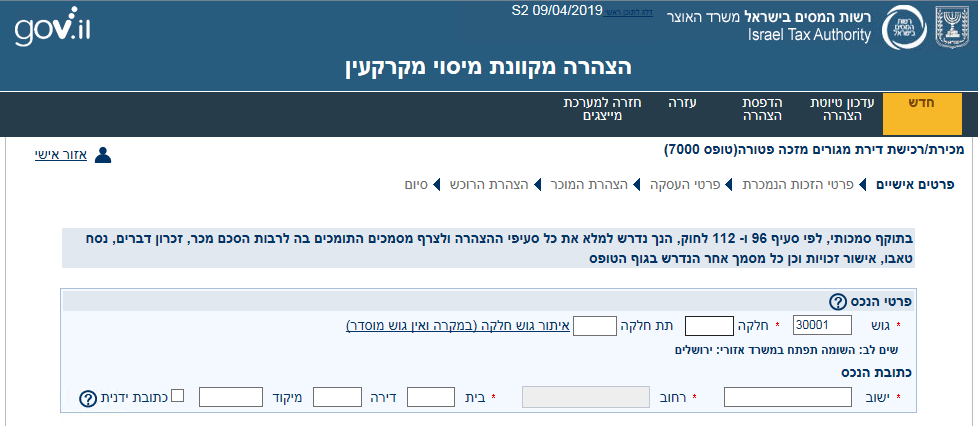 gov.il
S2 09/04/2019 דלג לתוכן ראשי
רשות המסים בישראל משרד האוצר
Israel Tax Authority
רשות המסים בישראל
הצהרה מקוונת מיסוי מקרקעין
חדש
עדכון טיוטת הצהרה
הדפסת הצהרה
עזרה
חזרה למערכת מייצגים
מכירת/רכישת דירת מגורים מזכה פטורה(טופס 7000)
אזור אישי
פרטים אישיים
פרטי הזכות הנמכרת
פרטי העסקה
הצהרת המוכר
הצהרת הרוכש
סיום
בתוקף סמכותי, לפי סעיף 96 ו- 112 לחוק, הנך נדרש למלא את כל סעיפי ההצהרה ולצרף מסמכים התומכים בה לרבות הסכם מכר, זכרון דברים, נסח
טאבו, אישור זכויות וכן כל מסמך אחר הנדרש בגוף הטופס
פרטי הנכס ?
* גוש 30001 * חלקה תת חלקה איתור גוש חלקה (במקרה ואין גוש מוסדר)
שים לב: השומה תפתח במשרד אזורי: ירושלים
כתובת הנכס
* ישוב * רחוב * בית דירה מיקוד כתובת ידנית ?